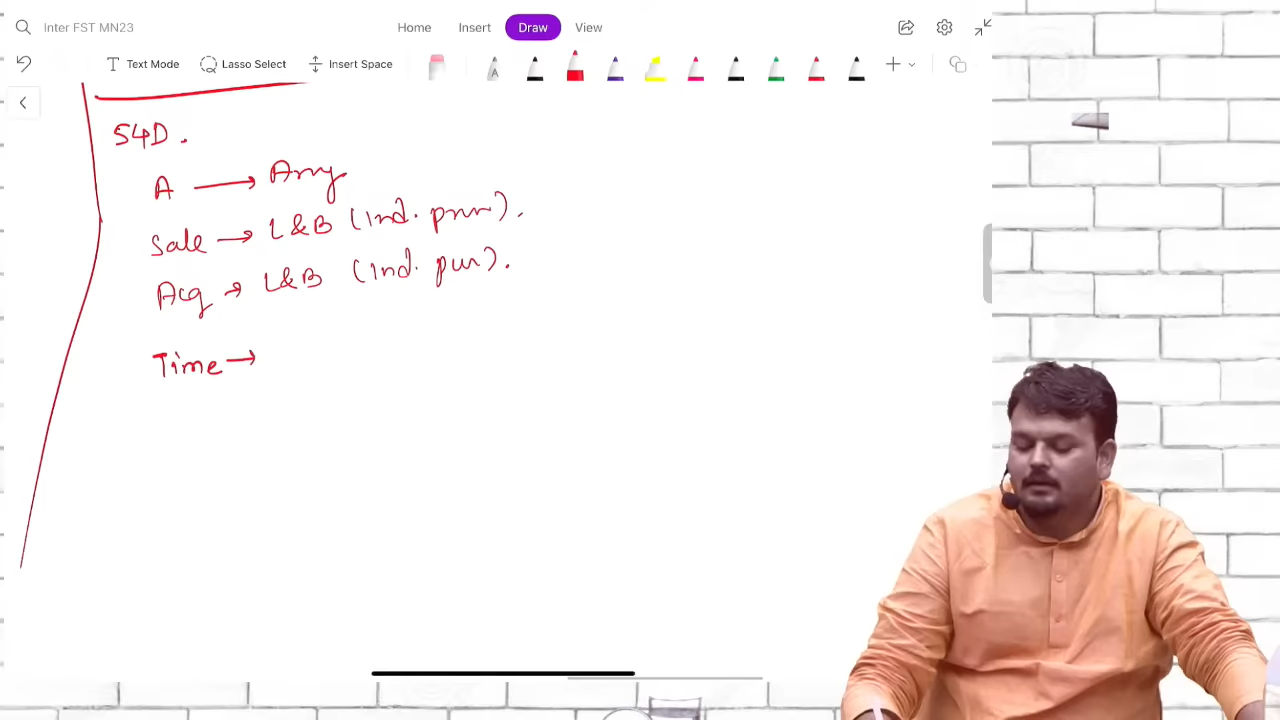 Inter FST MN23
Home Insert Draw View
Text Mode Lasso Select Insert Space
54D.
A → Any
Sale → L&B (ind. pur).
Acq → L&B (ind. pur).
Time →